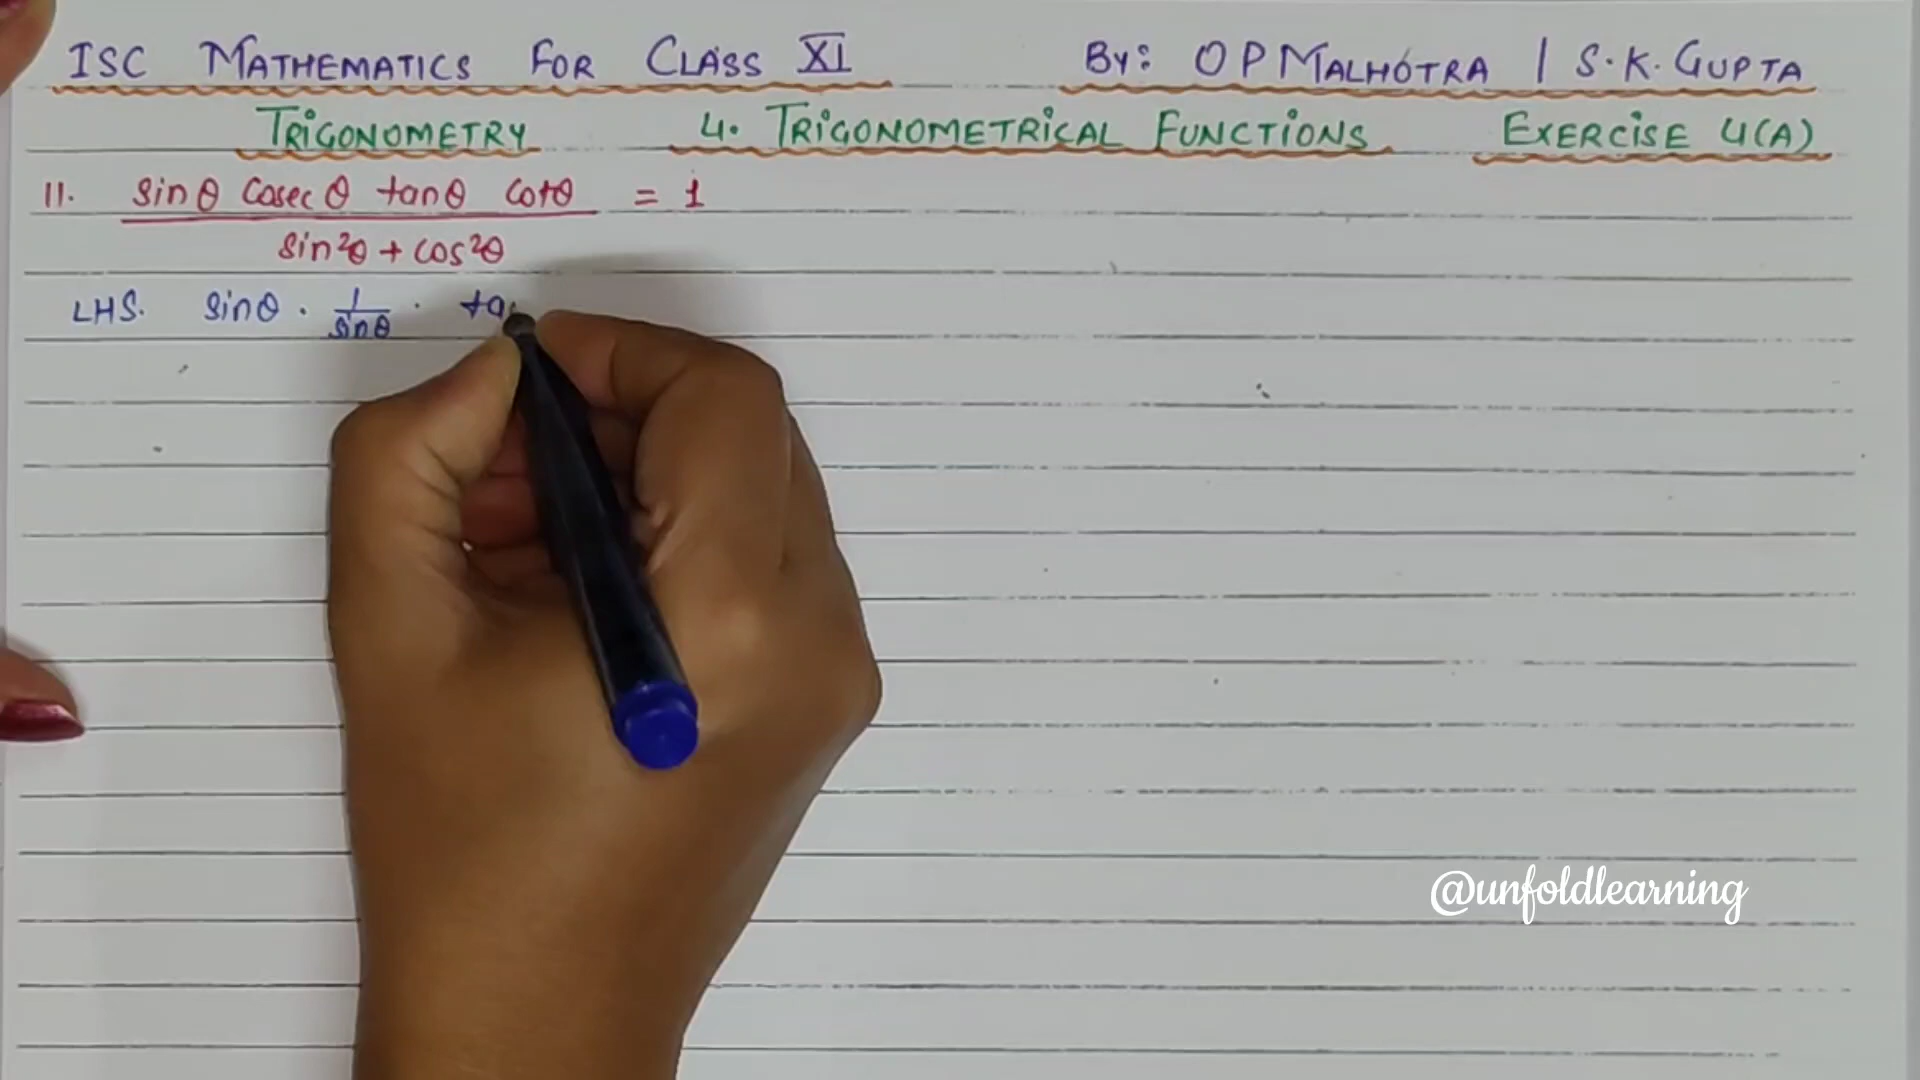 ISC MATHEMATICS FOR CLASS XI By: O P MALHOTRA | S.K. GUPTA
TRIGONOMETRY 4. TRIGONOMETRICAL FUNCTIONS EXERCISE 4(A)
11. sinθ cosecθ tanθ cotθ = 1
sin²θ + cos²θ
LHS. sinθ · 1/sinθ ·
@unfoldlearning